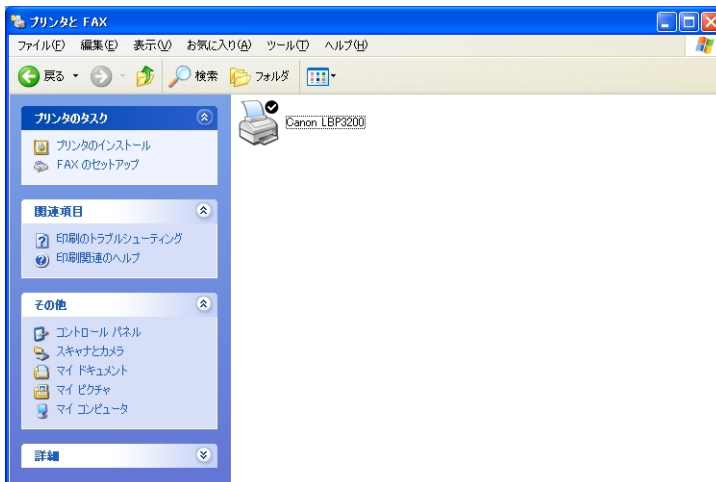 プリンタと FAX
ファイル(F) 編集(E) 表示(V) お気に入り(A) ツール(T) ヘルプ(H)
戻る 検索 フォルダ
プリンタのタスク
プリンタのインストール
FAX のセットアップ
関連項目
印刷のトラブルシューティング
印刷関連のヘルプ
その他
コントロール パネル
スキャナとカメラ
マイ ドキュメント
マイ ピクチャ
マイ コンピュータ
詳細
Canon LBP3200